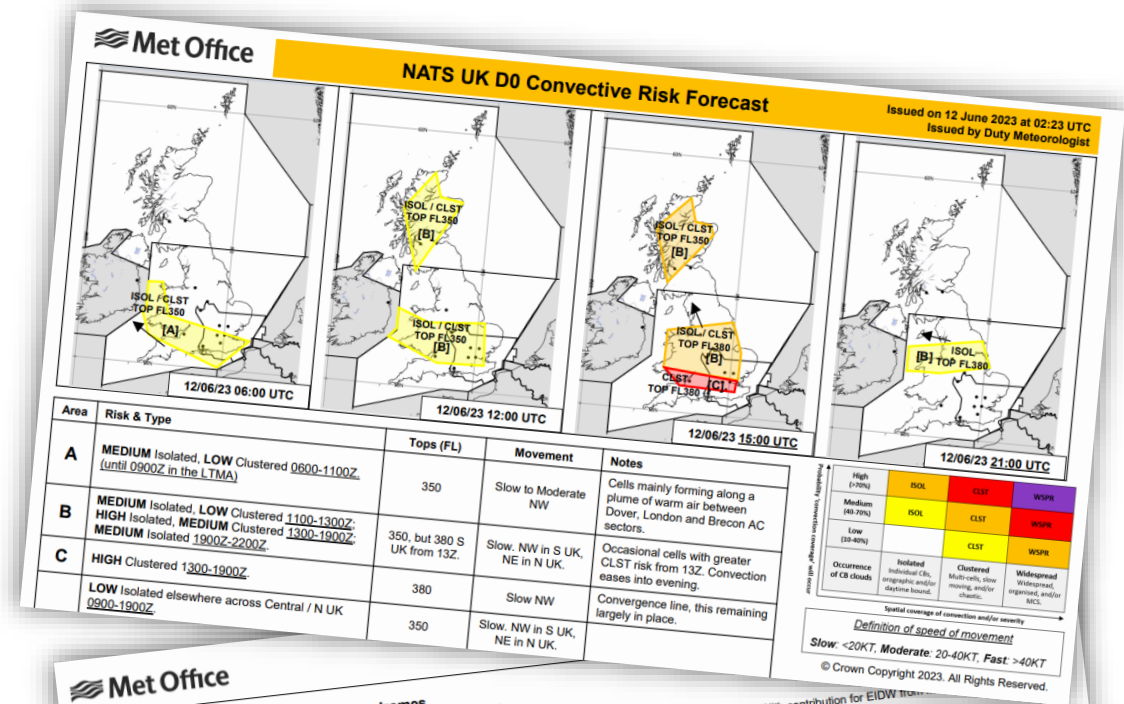 Met Office
NATS UK D0 Convective Risk Forecast
Issued on 12 June 2023 at 02:23 UTC
Issued by Duty Meteorologist
60N
ISOL / CLST
TOP FL350
[A]
12/06/23 06:00 UTC
60N
ISOL / CLST
TOP FL350
[B]
ISOL / CLST
TOP FL350
[B]
12/06/23 12:00 UTC
60N
ISOL / CLST
TOP FL350
[B]
ISOL / CLST
TOP FL380
[B]
CLST
TOP FL380
[C]
12/06/23 15:00 UTC
60N
[B]
ISOL
TOP FL380
12/06/23 21:00 UTC
Area
Risk & Type
Tops (FL)
Movement
Notes
A
MEDIUM Isolated, LOW Clustered 0600-1100Z.
(until 0900Z in the LTMA)
350
Slow to Moderate
NW
Cells mainly forming along a
plume of warm air between
Dover, London and Brecon AC
sectors.
B
MEDIUM Isolated, LOW Clustered 1100-1300Z;
HIGH Isolated, MEDIUM Clustered 1300-1900Z;
MEDIUM Isolated 1900Z-2200Z.
350, but 380 S
UK from 13Z.
Slow. NW in S UK,
NE in N UK.
Occasional cells with greater
CLST risk from 13Z. Convection
eases into evening.
C
HIGH Clustered 1300-1900Z.
380
Slow NW
Convergence line, this remaining
largely in place.
LOW Isolated elsewhere across Central / N UK
0900-1900Z.
350
Slow. NW in S UK,
NE in N UK.
Probability 'convection coverage' will occur
High
(>70%)
ISOL
CLST
WSPR
Medium
(40-70%)
ISOL
CLST
WSPR
Low
(10-40%)
CLST
WSPR
Occurrence
of CB clouds
Isolated
Individual CBs,
orographic and/or
daytime bound.
Clustered
Multi-cells, slow
moving, and/or
chaotic.
Widespread
Widespread,
organised, and/or
MCS.
Spatial coverage of convection and/or severity
Definition of speed of movement
Slow: <20KT, Moderate: 20-40KT, Fast: >40KT
© Crown Copyright 2023. All Rights Reserved.
Met Office
contribution for EIDW from